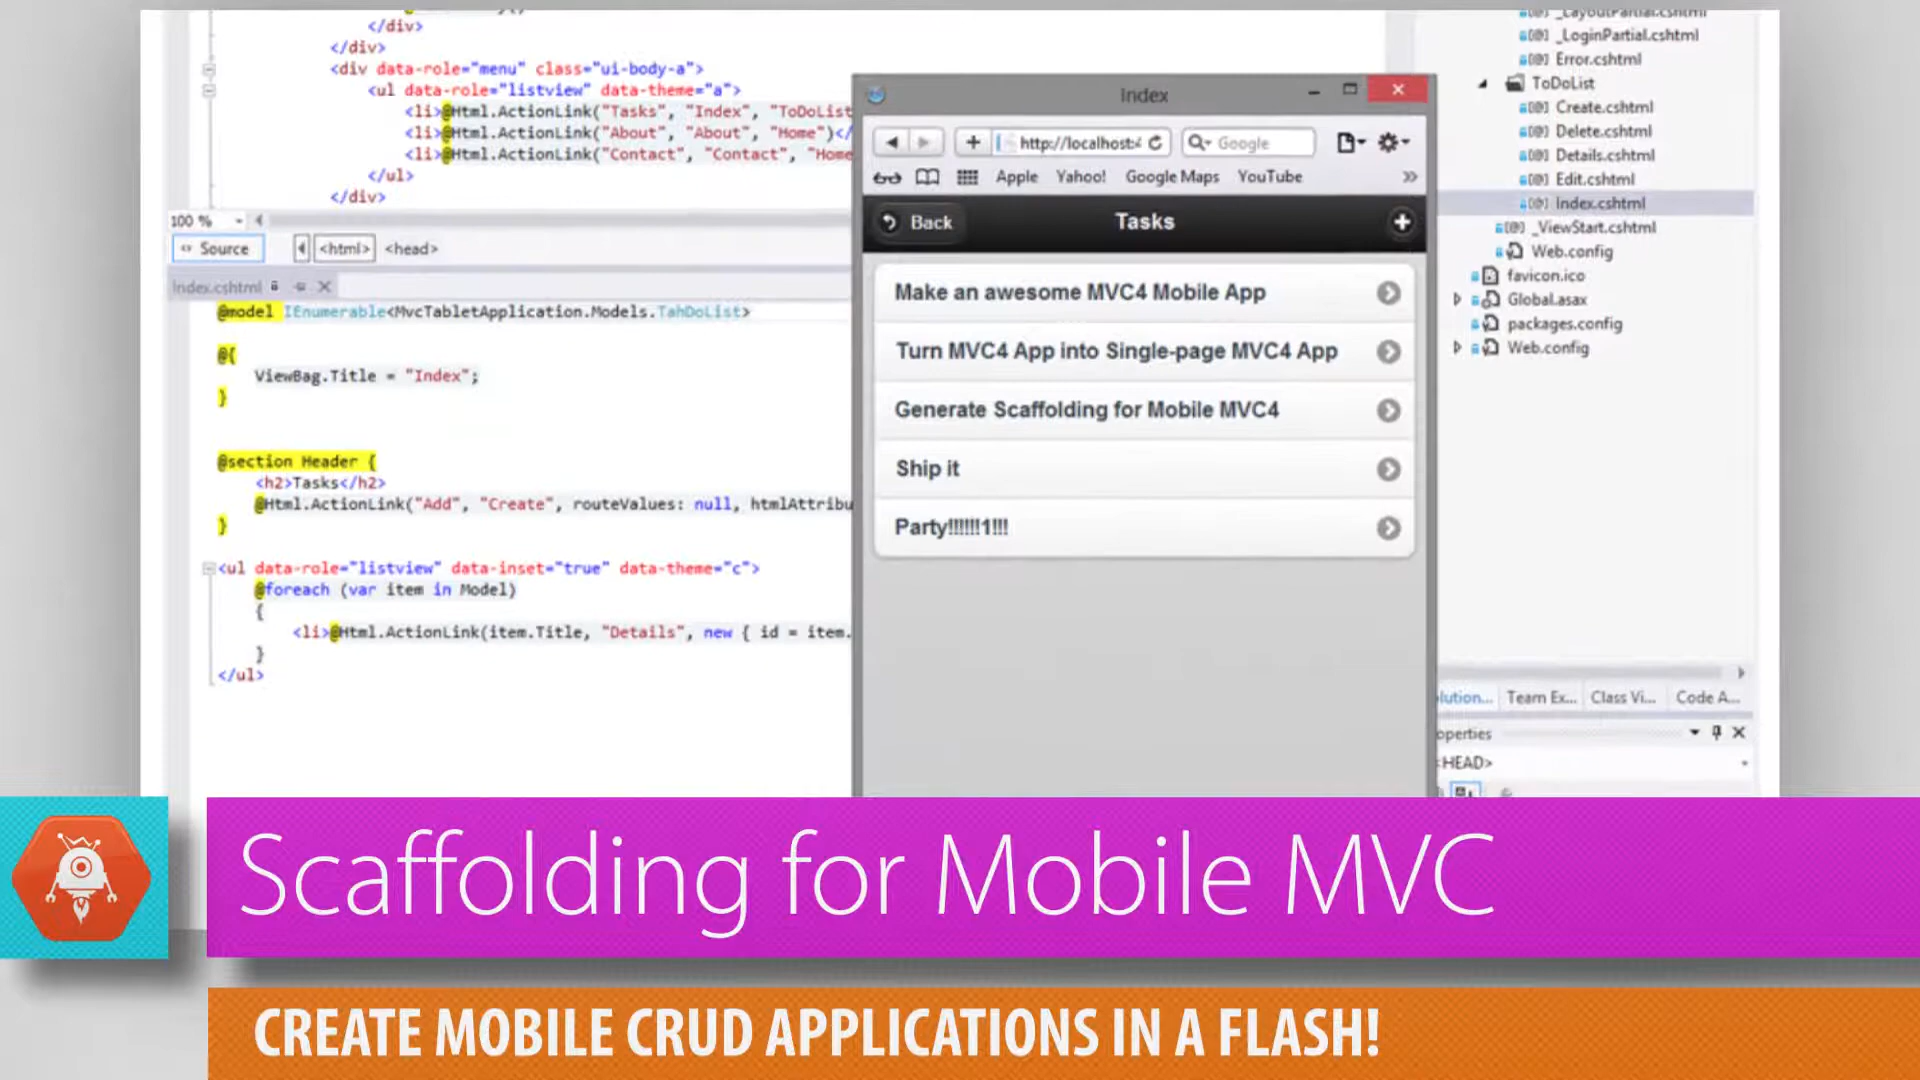 </div>
</div>
<div data-role="menu" class="ui-body-a">
<ul data-role="listview" data-theme="a">
<li>@Html.ActionLink("Tasks", "Index", "ToDoList
<li>@Html.ActionLink("About", "About", "Home")</
<li>@Html.ActionLink("Contact", "Contact", "Home
</ul>
</div>
100 %
Source <html> <head>
Index.cshtml
@model IEnumerable<MvcTabletApplication.Models.TahDoList>
@{
ViewBag.Title = "Index";
}
@section Header {
<h2>Tasks</h2>
@Html.ActionLink("Add", "Create", routeValues: null, htmlAttribu
}
<ul data-role="listview" data-inset="true" data-theme="c">
@foreach (var item in Model)
{
<li>@Html.ActionLink(item.Title, "Details", new { id = item.
}
</ul>
Index
http://localhost:4 Google
Apple Yahoo! Google Maps YouTube »
Back Tasks
Make an awesome MVC4 Mobile App
Turn MVC4 App into Single-page MVC4 App
Generate Scaffolding for Mobile MVC4
Ship it
Party!!!!!!1!!!
_LayoutPartial.cshtml
_LoginPartial.cshtml
Error.cshtml
ToDoList
Create.cshtml
Delete.cshtml
Details.cshtml
Edit.cshtml
Index.cshtml
_ViewStart.cshtml
Web.config
favicon.ico
Global.asax
packages.config
Web.config
lution... Team Ex... Class Vi... Code A...
operties
<HEAD>
Scaffolding for Mobile MVC
CREATE MOBILE CRUD APPLICATIONS IN A FLASH!